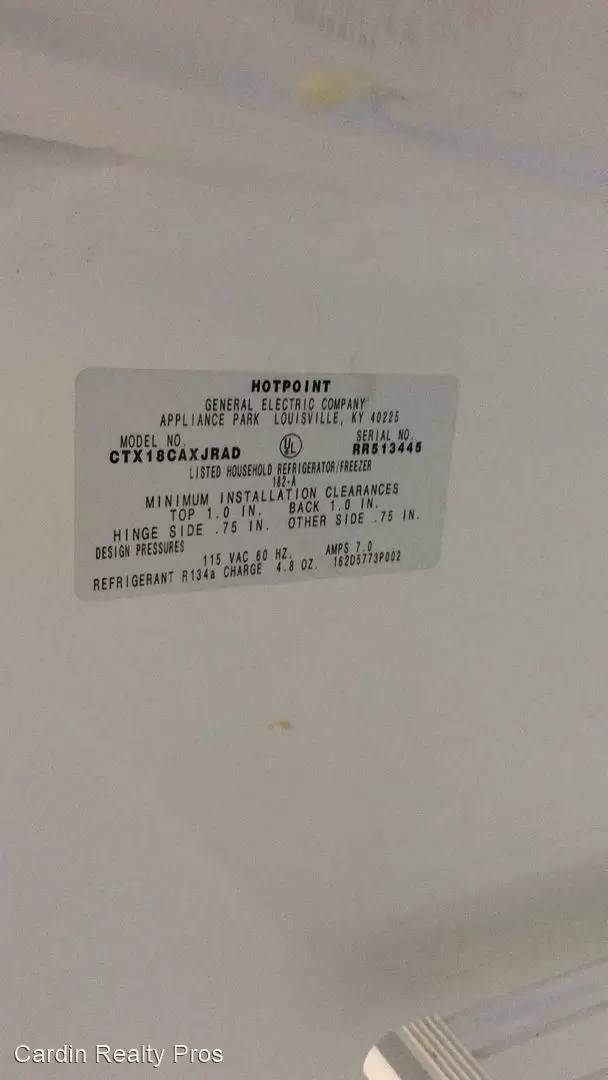 HOTPOINT
GENERAL ELECTRIC COMPANY
APPLIANCE PARK LOUISVILLE, KY 40225
MODEL NO. SERIAL NO.
CTX18CAXJRAD UL RR513445
LISTED HOUSEHOLD REFRIGERATOR/FREEZER
162-A
MINIMUM INSTALLATION CLEARANCES
TOP 1.0 IN. BACK 1.0 IN.
HINGE SIDE .75 IN. OTHER SIDE .75 IN.
DESIGN PRESSURES
115 VAC 60 HZ. AMPS 7.0
REFRIGERANT R134a CHARGE 4.8 OZ. 162D5773P002
Cardin Realty Pros